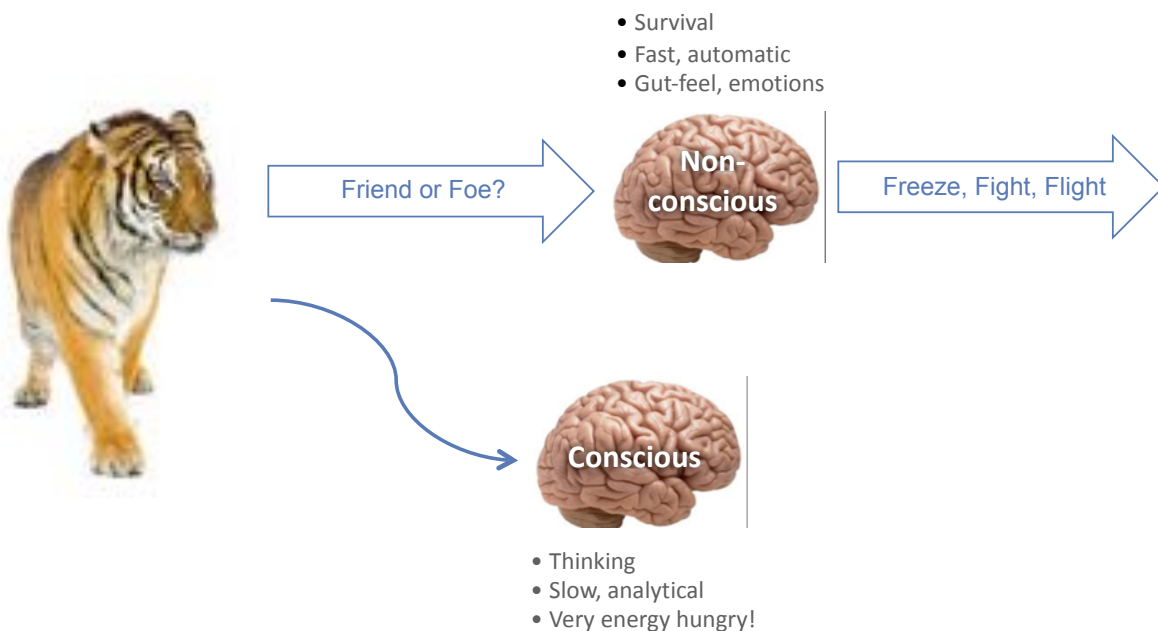 • Survival
• Fast, automatic
• Gut-feel, emotions
Friend or Foe?
Non-
conscious
Freeze, Fight, Flight
Conscious
• Thinking
• Slow, analytical
• Very energy hungry!